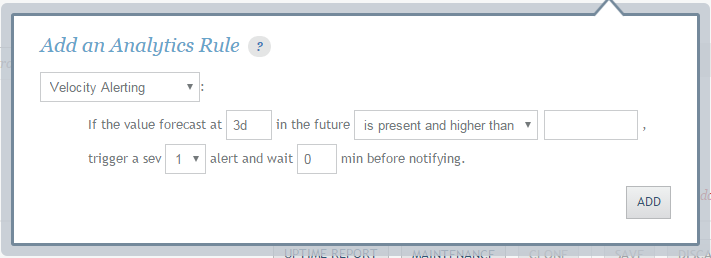 Add an Analytics Rule ?
Velocity Alerting :
If the value forecast at 3d in the future is present and higher than ,
trigger a sev 1 alert and wait 0 min before notifying.
ADD
UPTIME REPORT MAINTENANCE CLONE SAVE